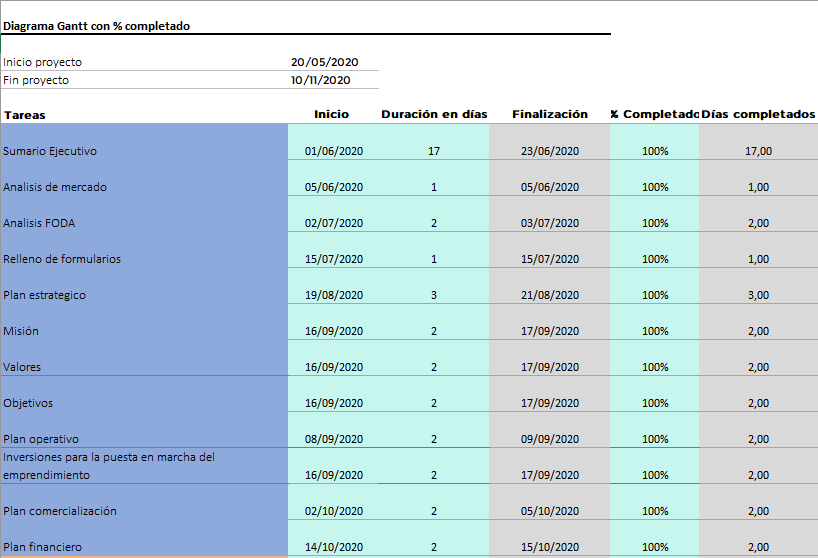 Diagrama Gantt con % completado
Inicio proyecto 20/05/2020
Fin proyecto 10/11/2020
Tareas Inicio Duración en días Finalización % Completado Días completados
Sumario Ejecutivo 01/06/2020 17 23/06/2020 100% 17,00
Analisis de mercado 05/06/2020 1 05/06/2020 100% 1,00
Analisis FODA 02/07/2020 2 03/07/2020 100% 2,00
Relleno de formularios 15/07/2020 1 15/07/2020 100% 1,00
Plan estrategico 19/08/2020 3 21/08/2020 100% 3,00
Misión 16/09/2020 2 17/09/2020 100% 2,00
Valores 16/09/2020 2 17/09/2020 100% 2,00
Objetivos 16/09/2020 2 17/09/2020 100% 2,00
Plan operativo 08/09/2020 2 09/09/2020 100% 2,00
Inversiones para la puesta en marcha del
emprendimiento 16/09/2020 2 17/09/2020 100% 2,00
Plan comercialización 02/10/2020 2 05/10/2020 100% 2,00
Plan financiero 14/10/2020 2 15/10/2020 100% 2,00